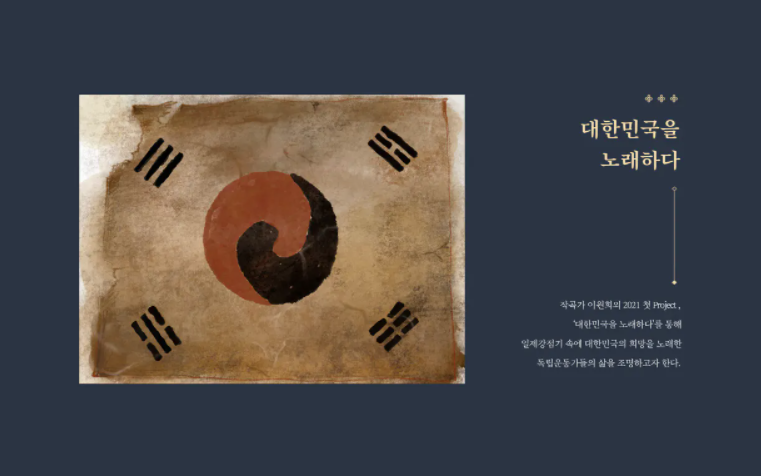 대한민국을
노래하다
작곡가 이원희의 2021 첫 Project ,
'대한민국을 노래하다'를 통해
일제강점기 속에 대한민국의 희망을 노래한
독립운동가들의 삶을 조명하고자 한다.